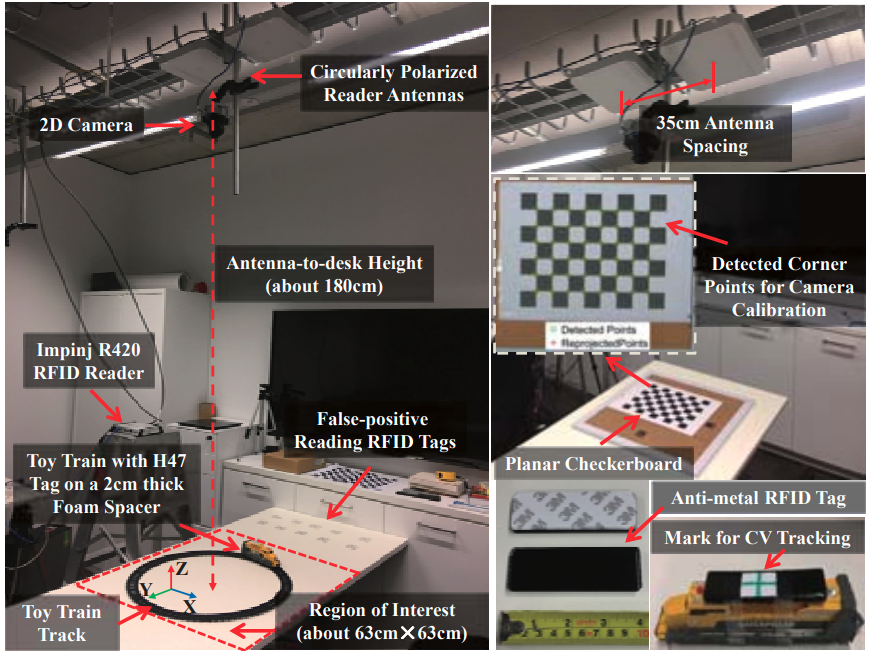 Circularly Polarized
Reader Antennas
2D Camera
Antenna-to-desk Height
(about 180cm)
Impinj R420
RFID Reader
False-positive
Reading RFID Tags
Toy Train with H47
Tag on a 2cm thick
Foam Spacer
Z
Y
X
Toy Train
Track
Region of Interest
(about 63cm×63cm)
35cm Antenna
Spacing
Detected Corner
Points for Camera
Calibration
Detected Points
ReprojectedPoints
Planar Checkerboard
Anti-metal RFID Tag
3M
Mark for CV Tracking